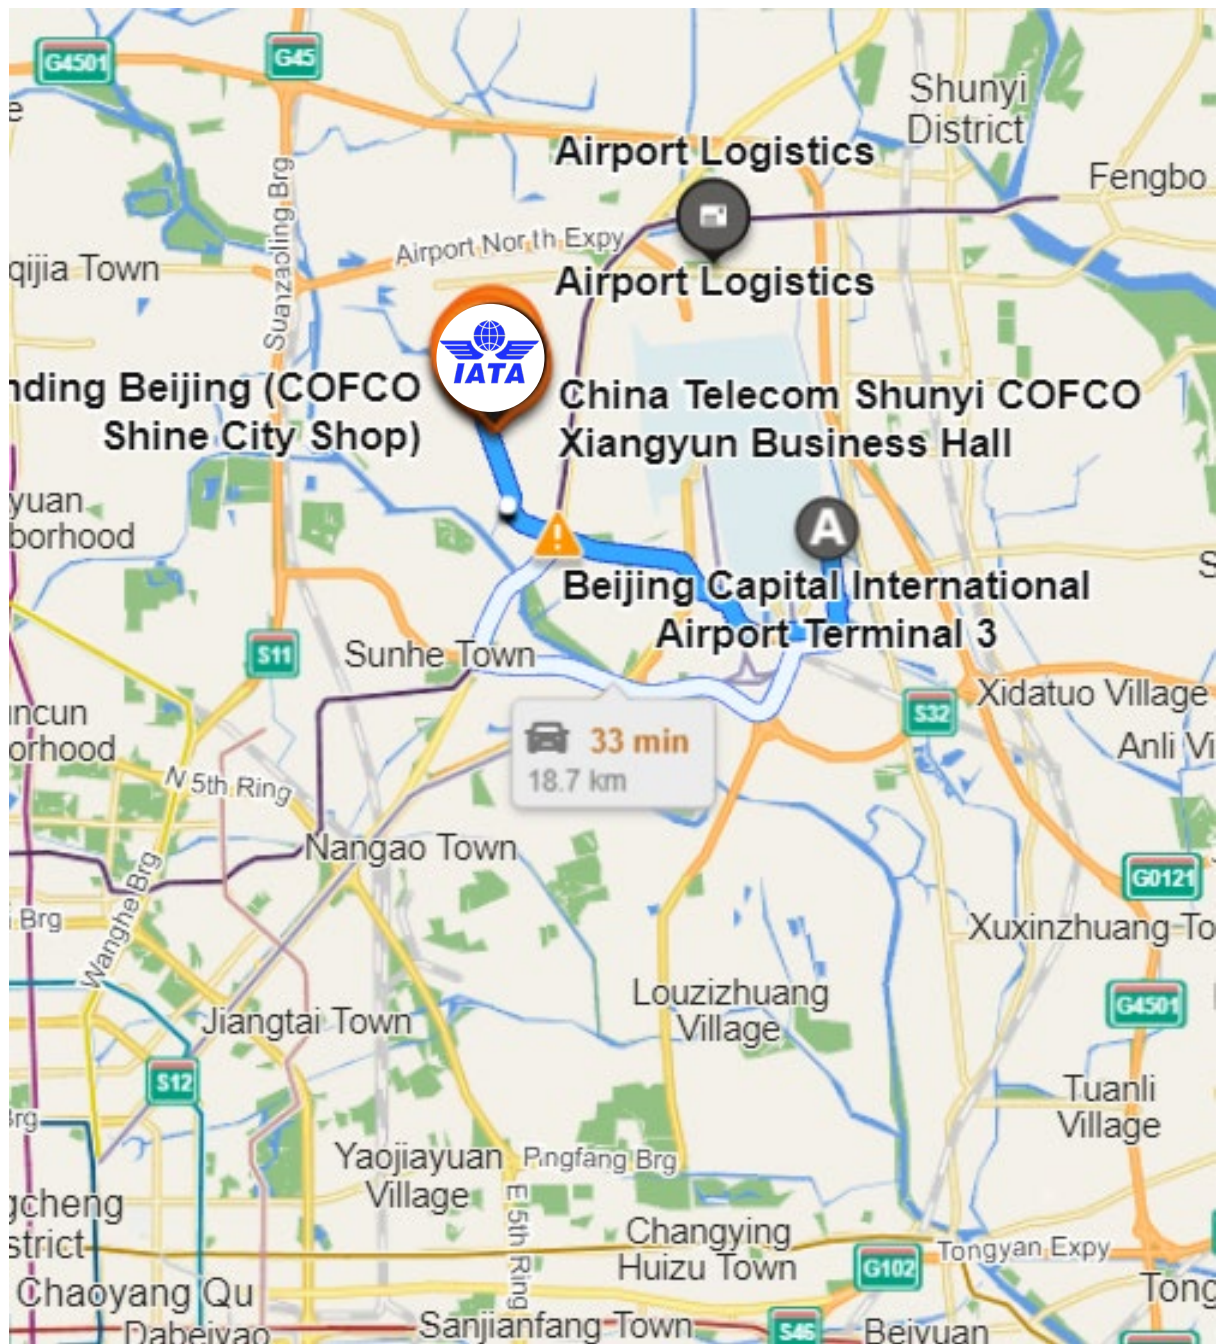 G4501
G45
Shunyi
District
Airport Logistics
Fengbo
Suanzaoling Brg
Airport North Expy
qijia Town
Airport Logistics
IATA
nding Beijing (COFCO
Shine City Shop)
China Telecom Shunyi COFCO
Xiangyun Business Hall
yuan
borhood
A
Beijing Capital International
Airport Terminal 3
S11
Sunhe Town
Xidatuo Village
S32
uncun
orhood
33 min
18.7 km
Anli Vi
N 5th Ring
Nangao Town
G0121
Wanghe Brg
i Brg
Xuxinzhuang To
Louzizhuang
Village
G4501
Jiangtai Town
S12
Tuanli
Village
Brg
Yaojiayuan
Village
Pingfang Brg
E 5th Ring
gcheng
strict
Changying
Huizu Town
Tongyan Expy
G102
Chaoyang Qu
Tong
Dabeiyao
Sanjianfang Town
S46
Beiyuan